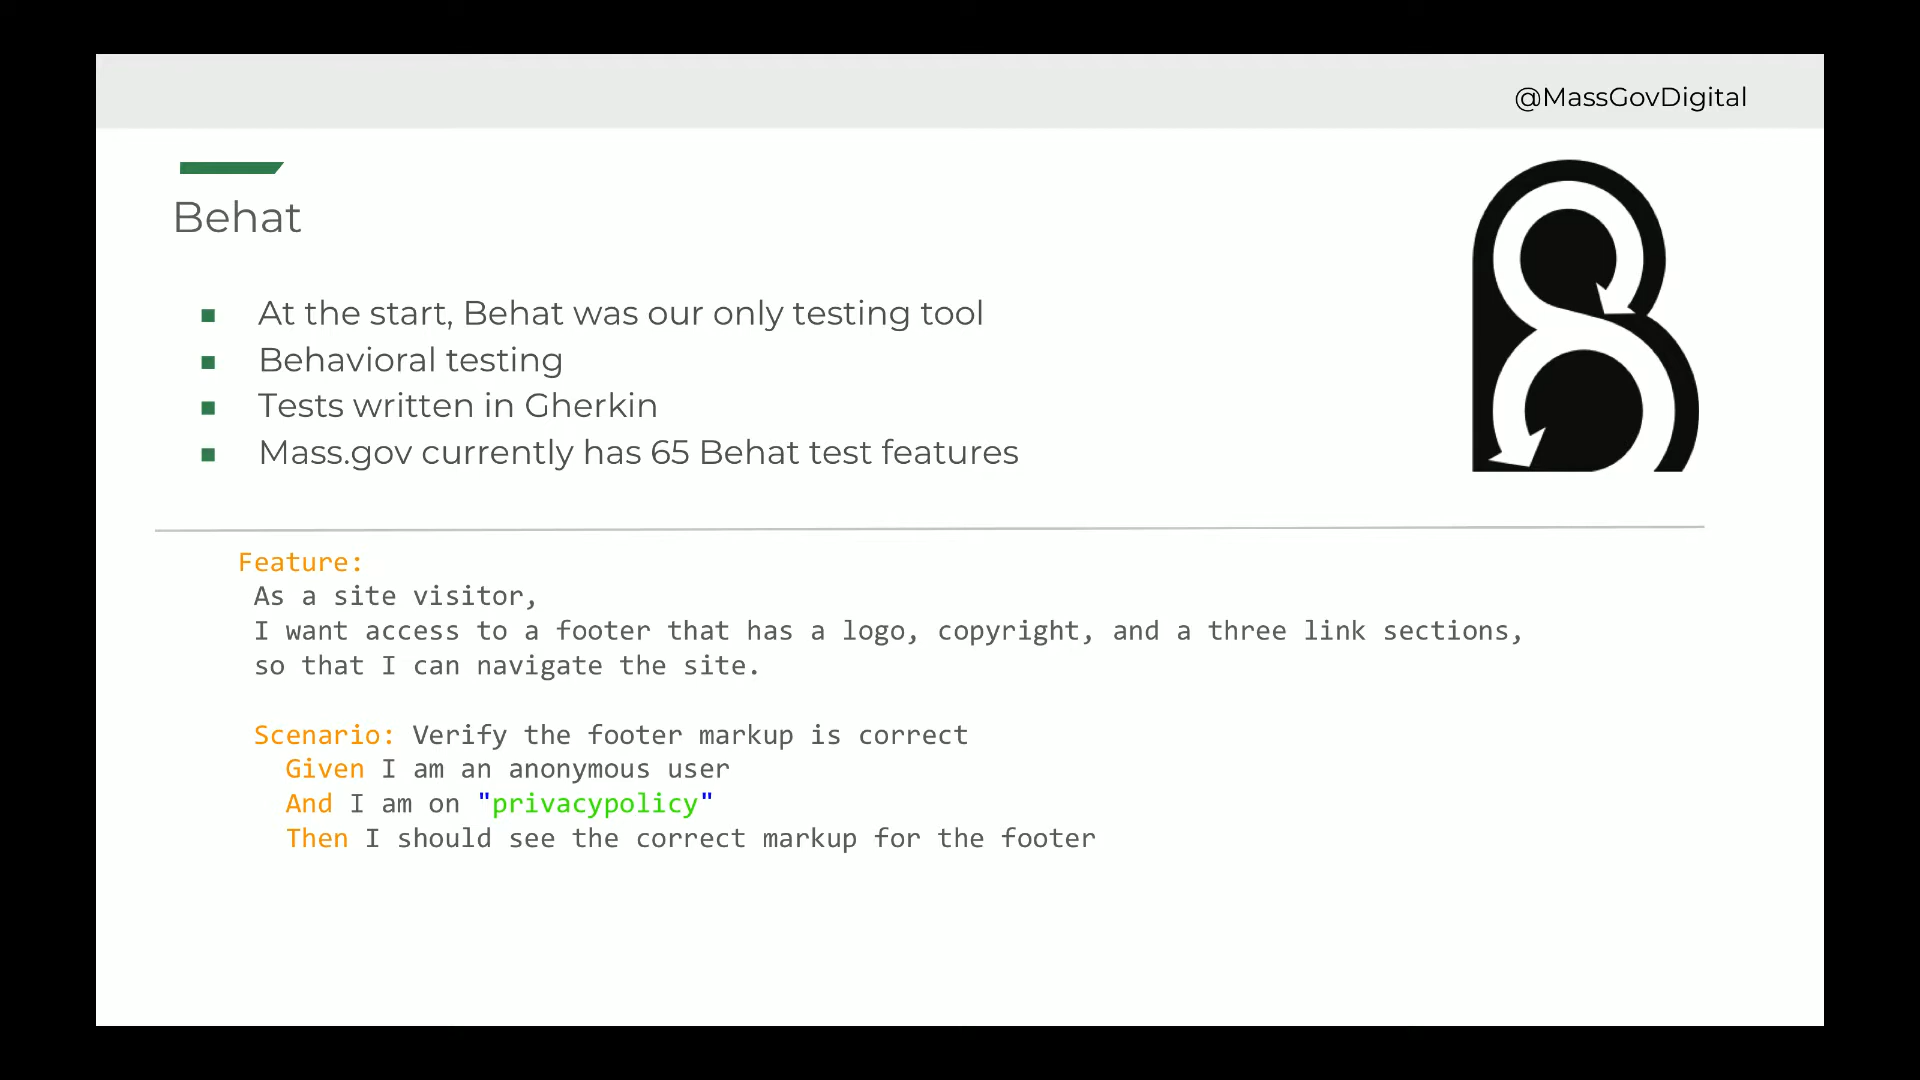 @MassGovDigital
Behat
At the start, Behat was our only testing tool
Behavioral testing
Tests written in Gherkin
Mass.gov currently has 65 Behat test features
Feature:
As a site visitor,
I want access to a footer that has a logo, copyright, and a three link sections,
so that I can navigate the site.
Scenario: Verify the footer markup is correct
Given I am an anonymous user
And I am on "privacypolicy"
Then I should see the correct markup for the footer